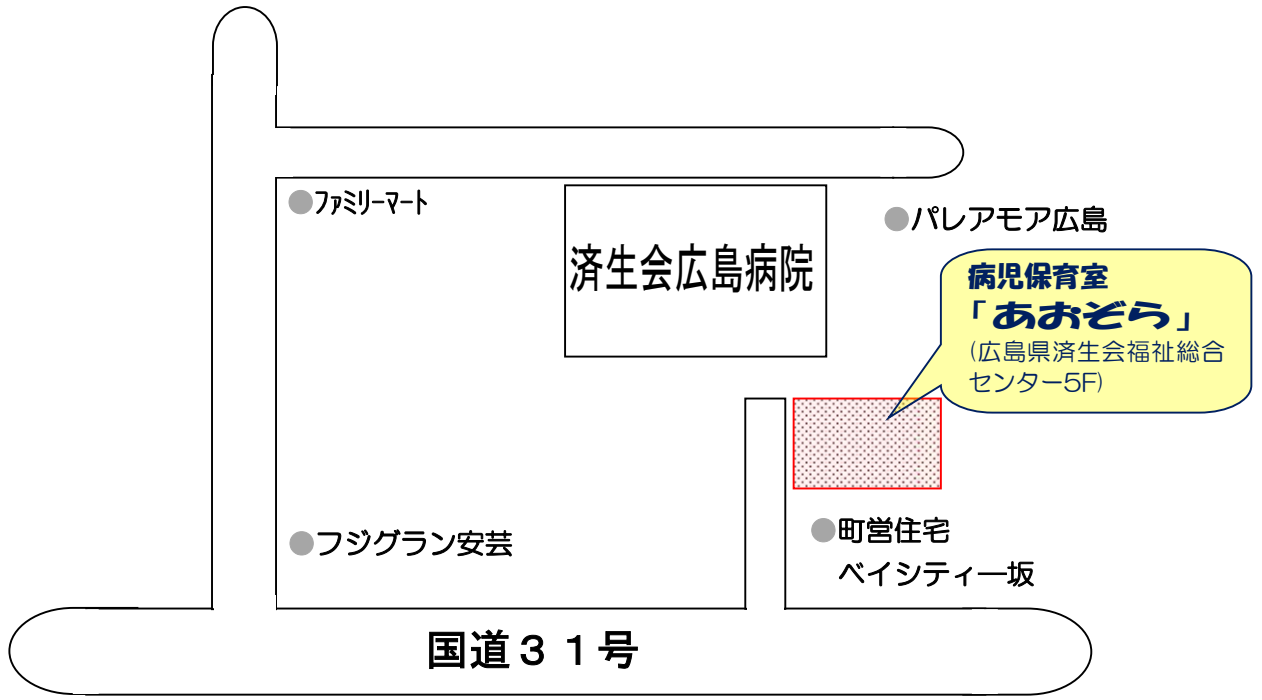 ●ファミリーマート
●パレアモア広島
済生会広島病院
病児保育室
「あおぞら」
(広島県済生会福祉総合
センター5F)
●フジグラン安芸
●町営住宅
ベイシティー坂
国道３１号